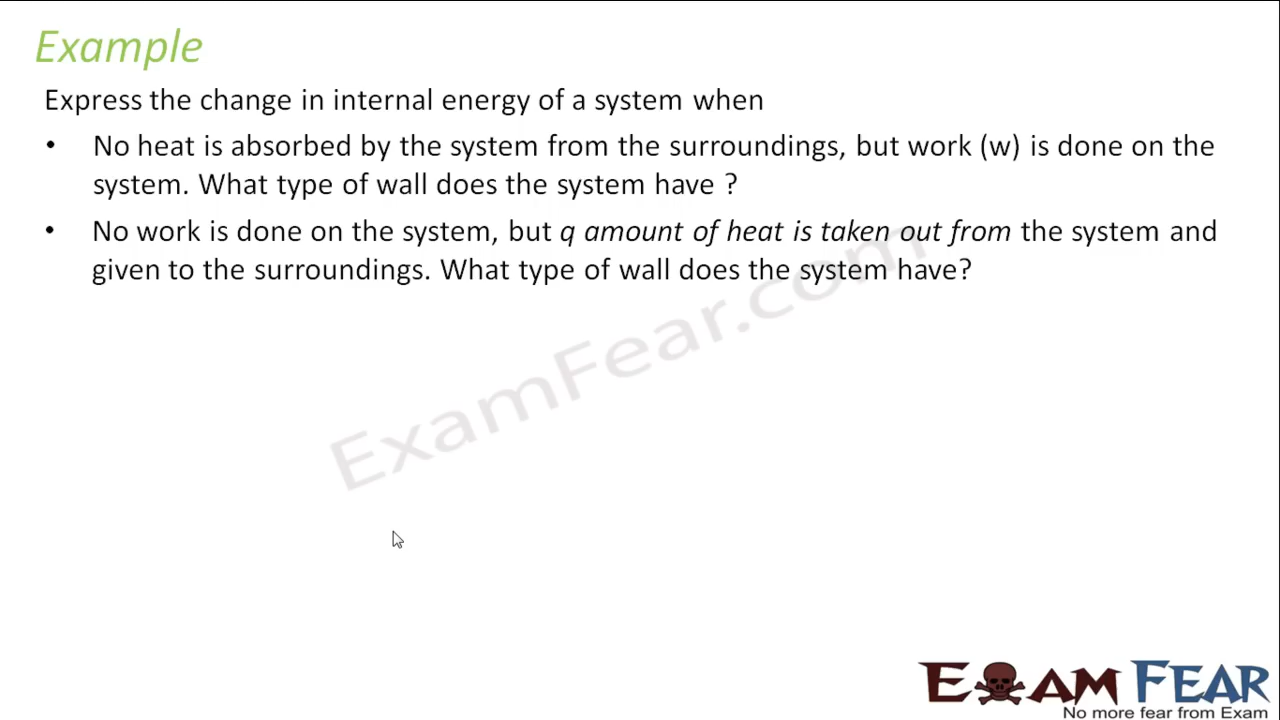 Example
Express the change in internal energy of a system when
• No heat is absorbed by the system from the surroundings, but work (w) is done on the
system. What type of wall does the system have ?
• No work is done on the system, but q amount of heat is taken out from the system and
given to the surroundings. What type of wall does the system have?
ExamFear.com
EXAM FEAR
No more fear from Exam